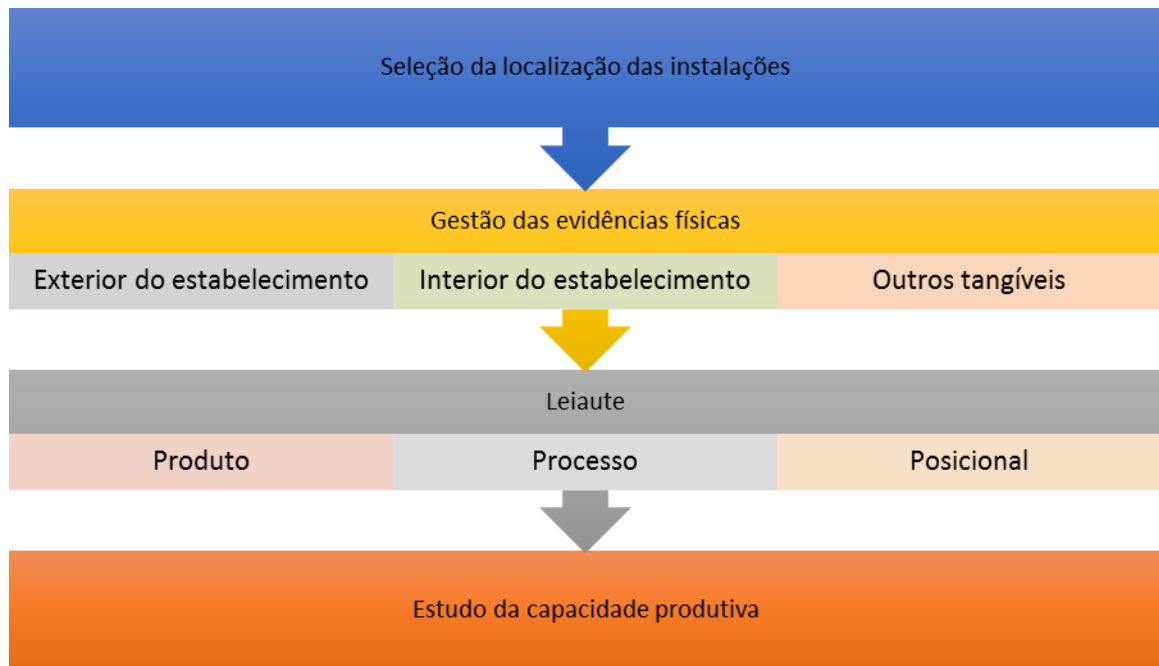 Seleção da localização das instalações
Gestão das evidências físicas
Exterior do estabelecimento
Interior do estabelecimento
Outros tangíveis
Leiaute
Produto
Processo
Posicional
Estudo da capacidade produtiva